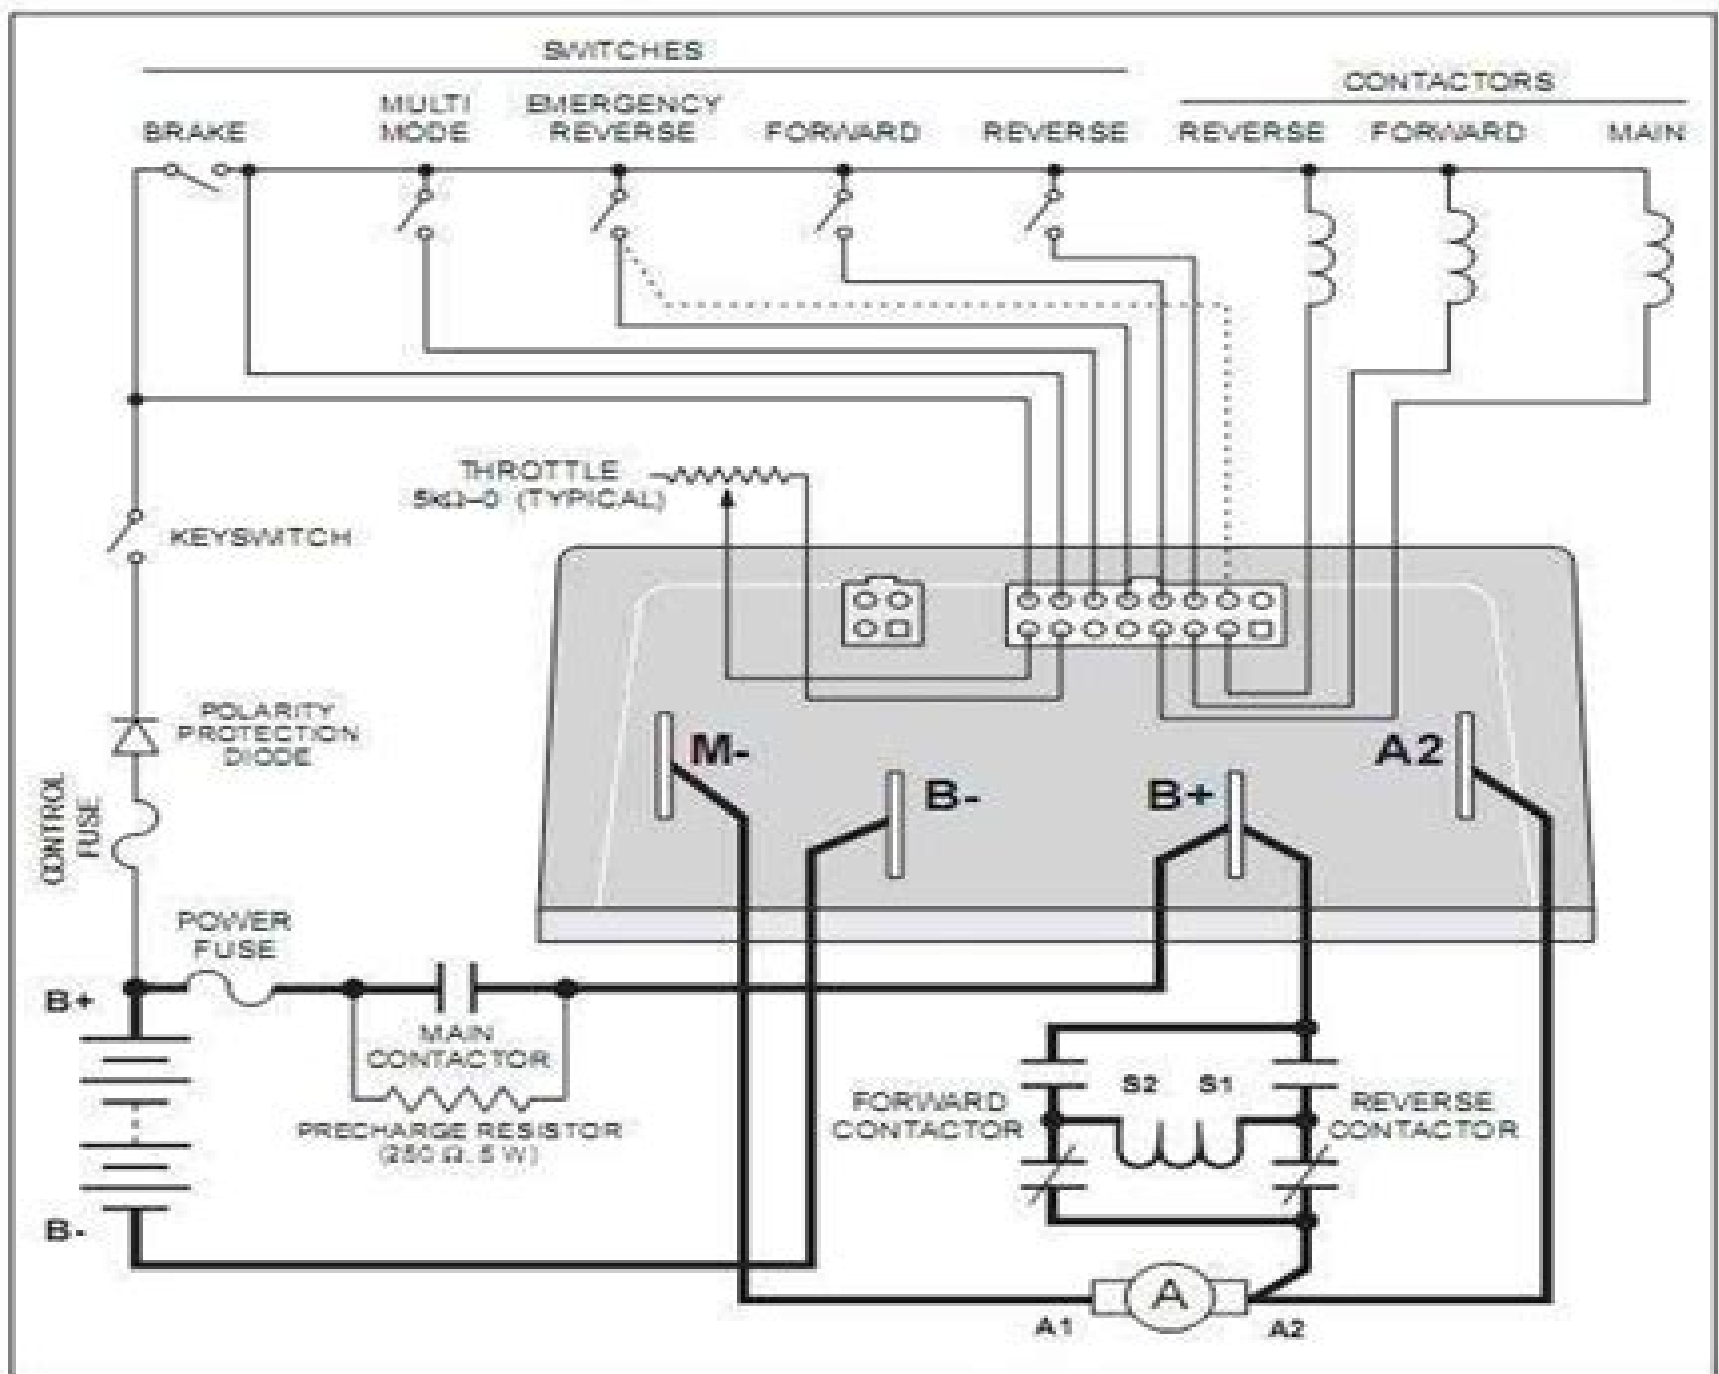 SWITCHES
CONTACTORS
MULTI
MODE
EMERGENCY
REVERSE
BRAKE
FORWARD
REVERSE
REVERSE
FORWARD
MAIN
THROTTLE
5kΩ–0 (TYPICAL)
KEYSWITCH
POLARITY
PROTECTION
DIODE
CONTROL
FUSE
M-
B-
B+
A2
POWER
FUSE
B+
MAIN
CONTACTOR
PRECHARGE RESISTOR
(250 Ω, 5 W)
B-
FORWARD
CONTACTOR
S2
S1
REVERSE
CONTACTOR
A
A1
A2